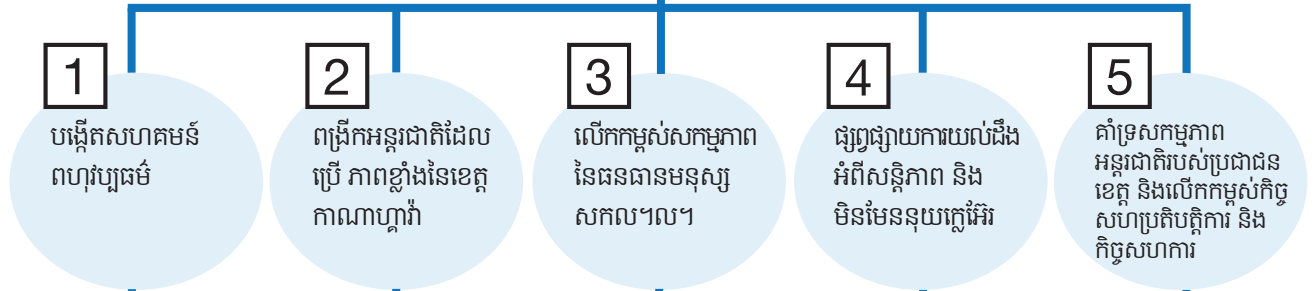 1
បង្កើតសហគមន៍
ពហុវប្បធម៌
2
ពង្រីកអន្តរជាតិដែល
ប្រើ ភាពខ្លាំងនៃខេត្ត
កាណាហ្គាវ៉ា
3
លើកកម្ពស់សកម្មភាព
នៃធនធានមនុស្ស
សកល។ល។
4
ផ្សព្វផ្សាយការយល់ដឹង
អំពីសន្តិភាព និង
មិនមែននុយក្លេអ៊ែរ
5
គាំទ្រសកម្មភាព
អន្តរជាតិរបស់ប្រជាជន
ខេត្ត និងលើកកម្ពស់កិច្ច
សហប្រតិបត្តិការ និង
កិច្ចសហការ